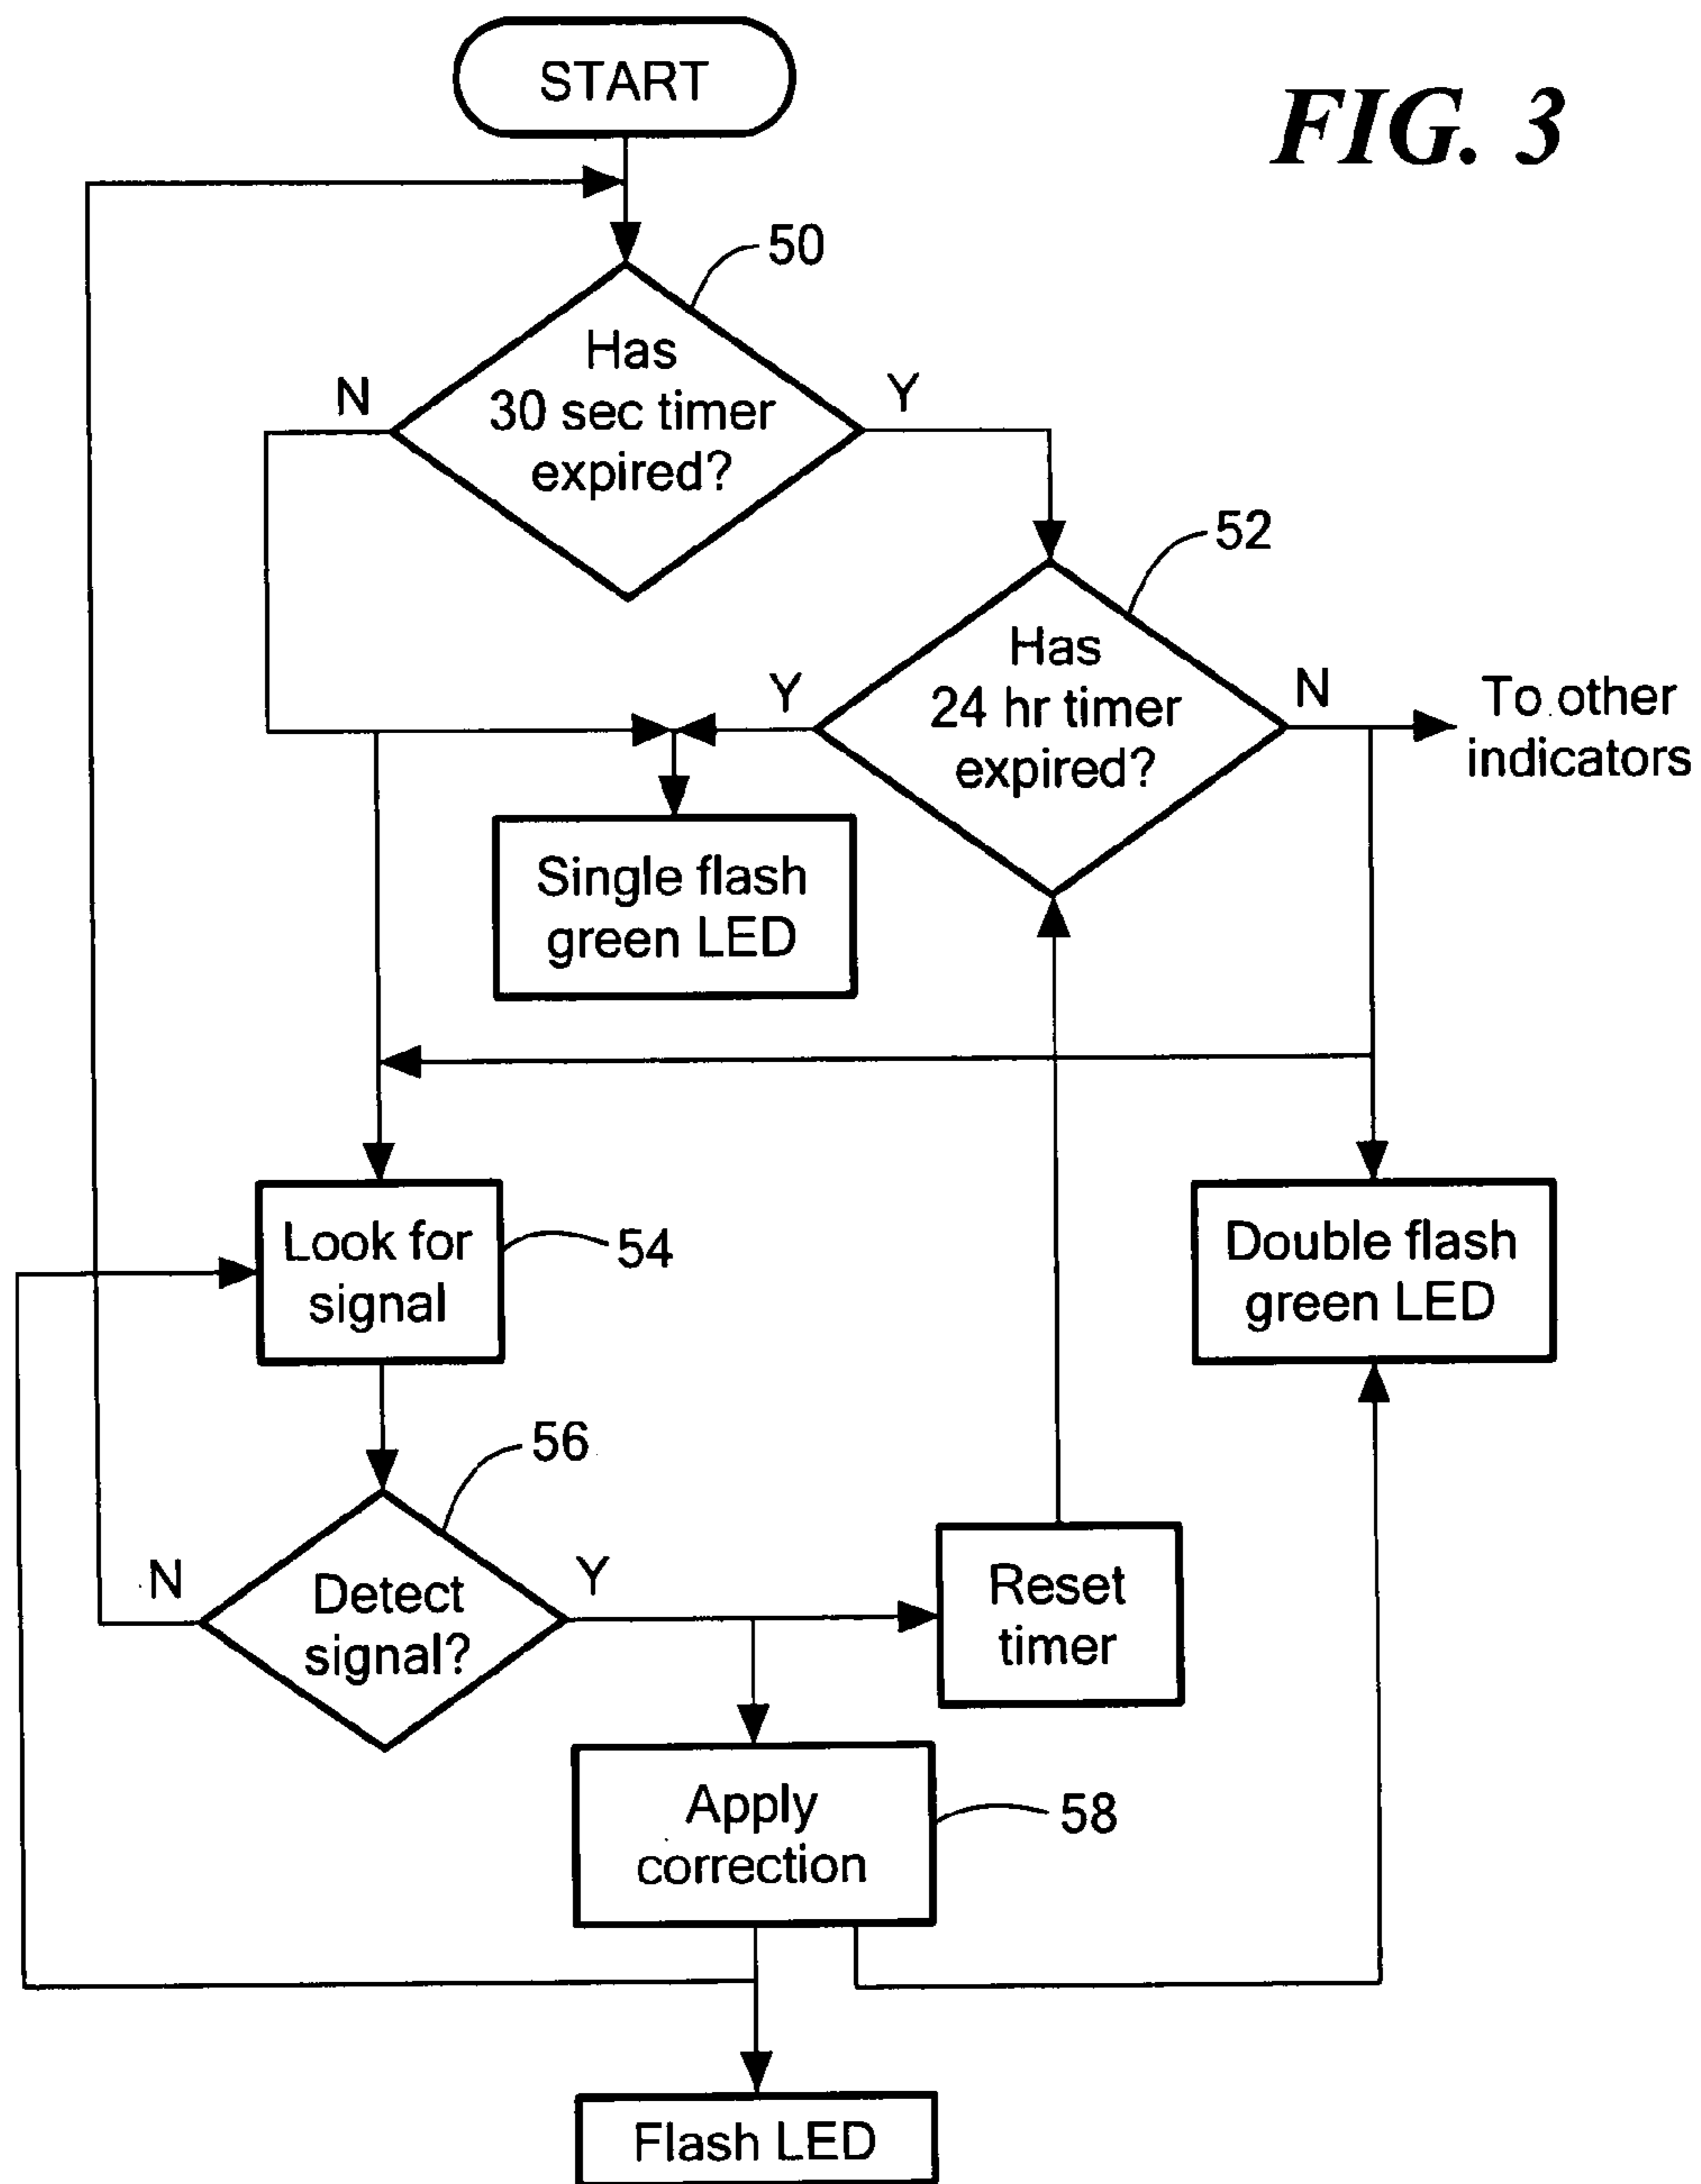 START
FIG. 3
50
Has
30 sec timer
expired?
N
Y
52
Has
24 hr timer
expired?
Y
N
To other
indicators
Single flash
green LED
Look for
signal
54
Double flash
green LED
56
Detect
signal?
N
Y
Reset
timer
Apply
correction
58
Flash LED